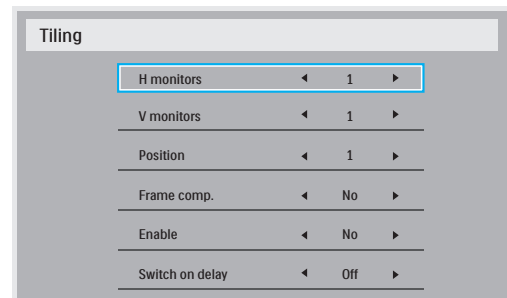 Tiling
H monitors 1
V monitors 1
Position 1
Frame comp. No
Enable No
Switch on delay Off